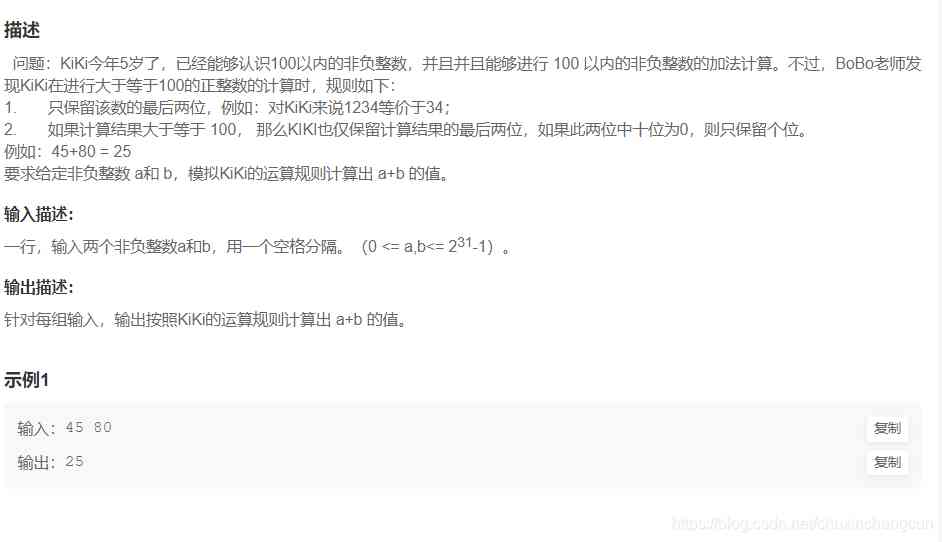 描述
问题：KiKi今年5岁了，已经能够认识100以内的非负整数，并且并且能够进行 100 以内的非负整数的加法计算。不过，BoBo老师发
现KiKi在进行大于等于100的正整数的计算时，规则如下：
1. 只保留该数的最后两位，例如：对KiKi来说1234等价于34；
2. 如果计算结果大于等于 100， 那么KIKI也仅保留计算结果的最后两位，如果此两位中十位为0，则只保留个位。
例如：45+80 = 25
要求给定非负整数 a和 b，模拟KiKi的运算规则计算出 a+b 的值。
输入描述：
一行，输入两个非负整数a和b，用一个空格分隔。（0 <= a,b<= 2^31-1）。
输出描述：
针对每组输入，输出按照KiKi的运算规则计算出 a+b 的值。
示例1
输入：45 80 复制
输出：25 复制